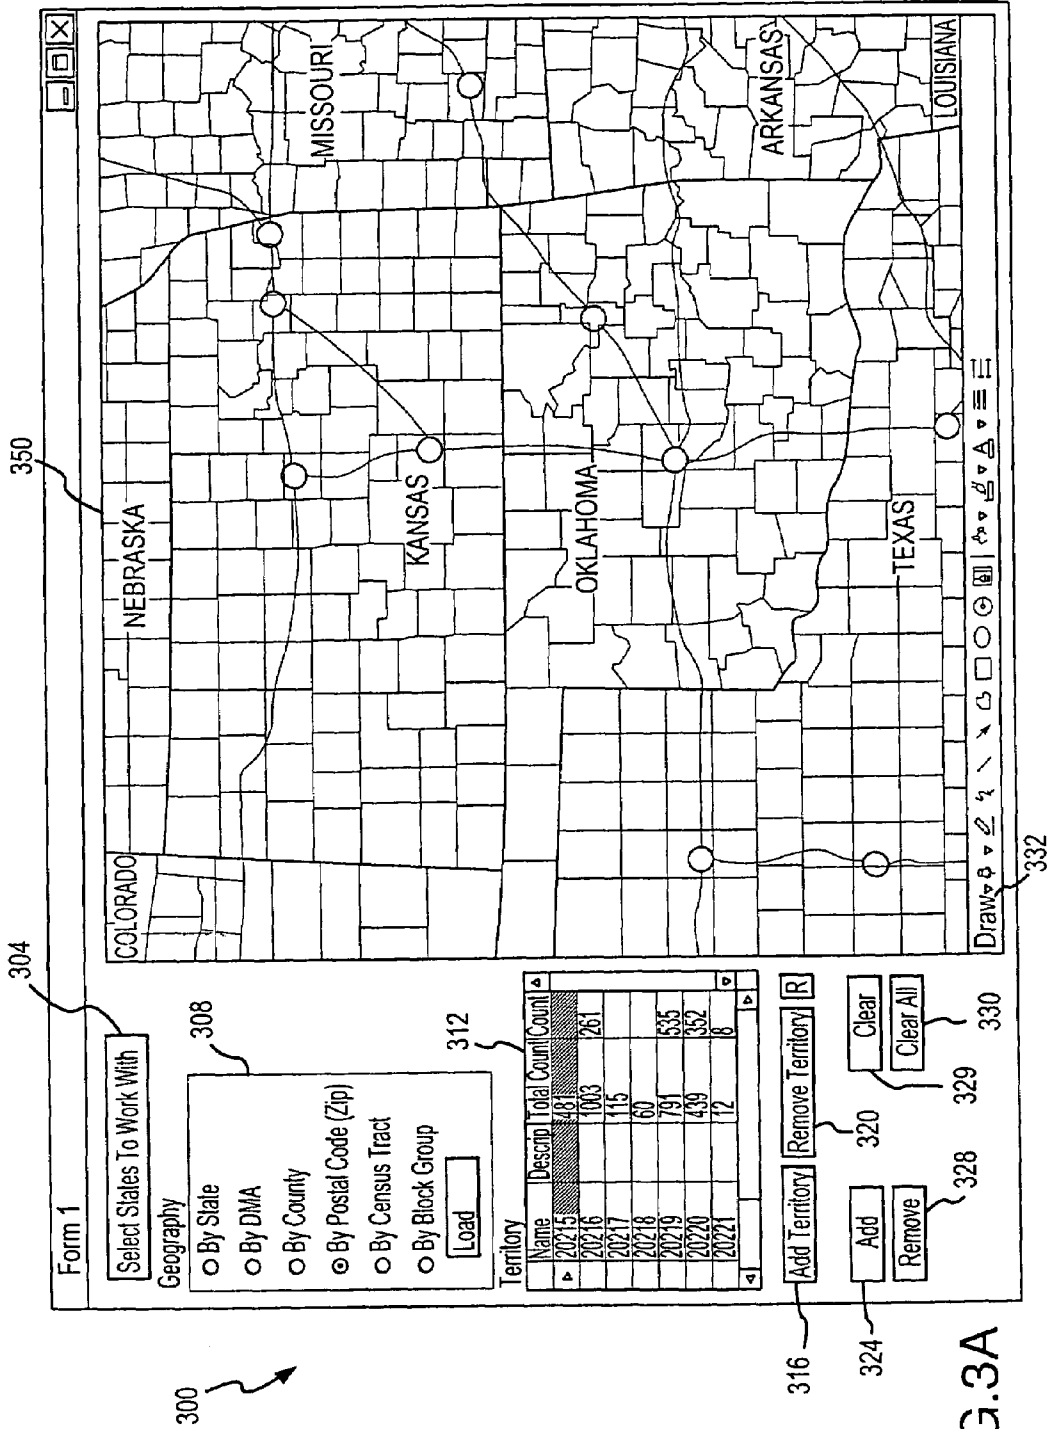 Form 1
304
350
Select States To Work With
308
Geography
By State
By DMA
By County
By Postal Code (Zip)
By Census Tract
By Block Group
Load
312
Territory
Name Descrip Total Count Count
20215 481
20216 1003 261
20217 115
20218 60
20219 791 535
20220 439 352
20221 12 8
Add Territory Remove Territory R
Add Clear
Remove Clear All
316
320
324
328
329
330
COLORADO
NEBRASKA
KANSAS
MISSOURI
OKLAHOMA
ARKANSAS
TEXAS
LOUISIANA
Draw A
332
300
G.3A